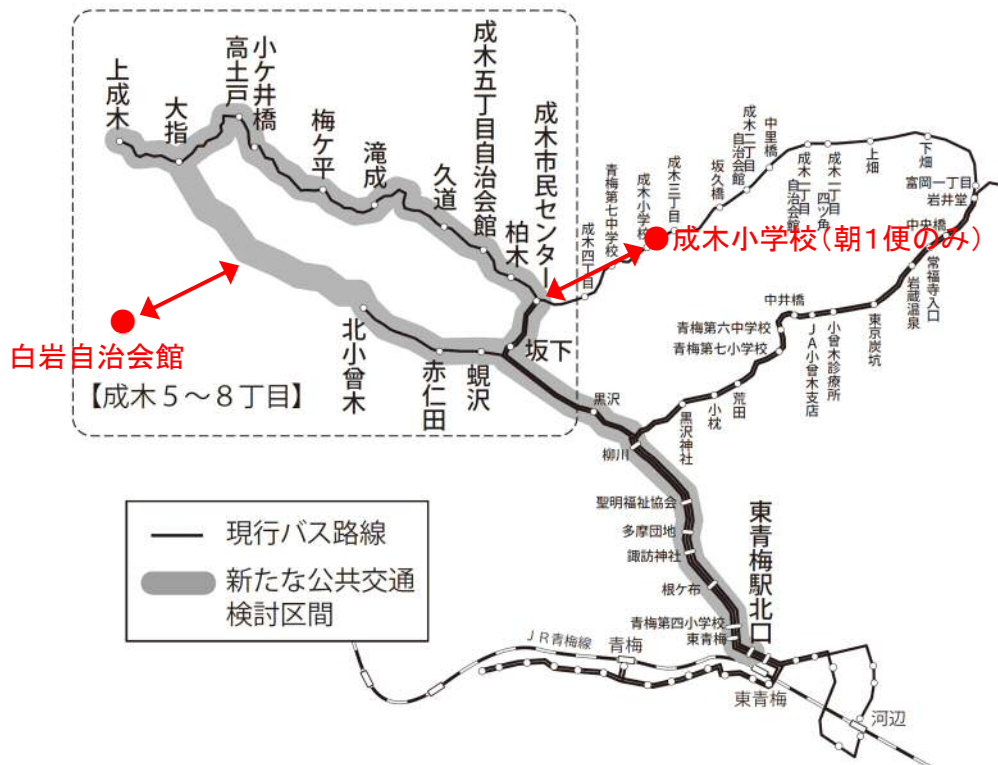 上成木
大指
高土戸
小ケ井橋
梅ケ平
滝成
久道
成木五丁目自治会館
柏木
成木市民センター
成木四丁目
青梅第七中学校
成木小学校
成木三丁目
坂久橋
成木二丁目
自治会館
中里橋
成木一丁目
自治会館
成木一丁目
四ツ角
上畑
下畑
富岡一丁目
岩井堂
中央橋
常福寺入口
岩蔵温泉
東京炭坑
小曾木診療所
JA小曾木支店
中井橋
青梅第六中学校
青梅第七小学校
荒田
小枕
黒沢神社
成木小学校(朝1便のみ)
白岩自治会館
【成木5~8丁目】
北小曾木
赤仁田
蜆沢
坂下
黒沢
柳川
聖明福祉協会
多摩団地
諏訪神社
根ケ布
青梅第四小学校
東青梅
東青梅駅北口
現行バス路線
新たな公共交通
検討区間
JR青梅線
青梅
東青梅
河辺